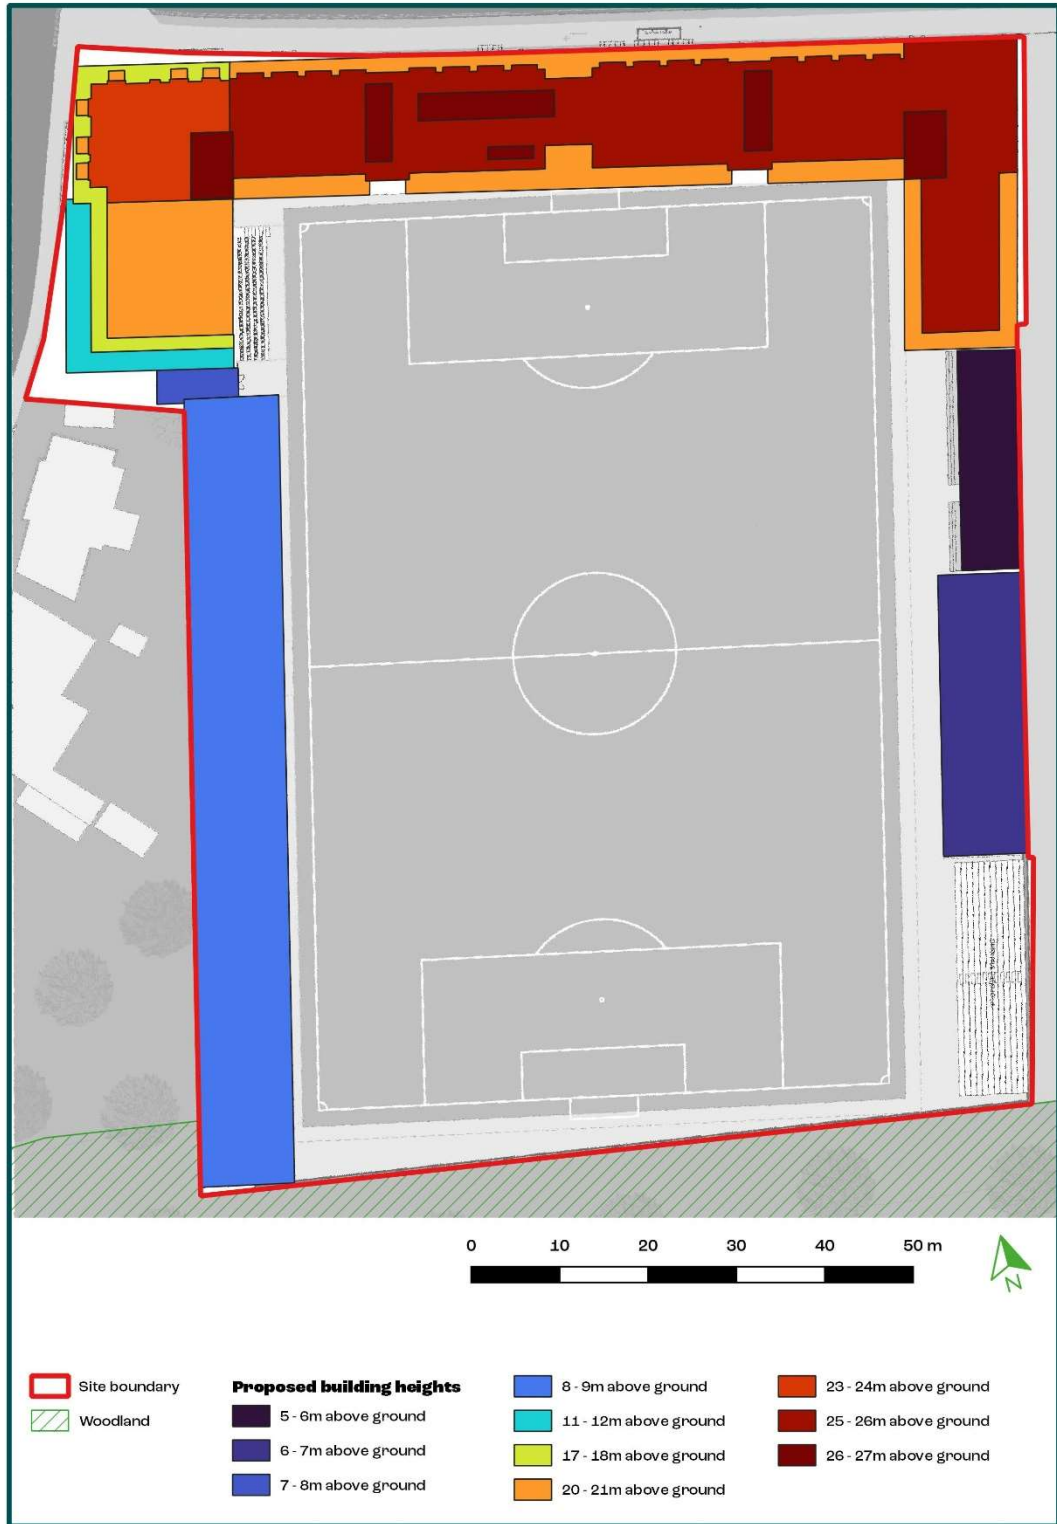 0 10 20 30 40 50 m
N
Site boundary
Woodland
Proposed building heights
5 - 6m above ground
6 - 7m above ground
7 - 8m above ground
8 - 9m above ground
11 - 12m above ground
17 - 18m above ground
20 - 21m above ground
23 - 24m above ground
25 - 26m above ground
26 - 27m above ground